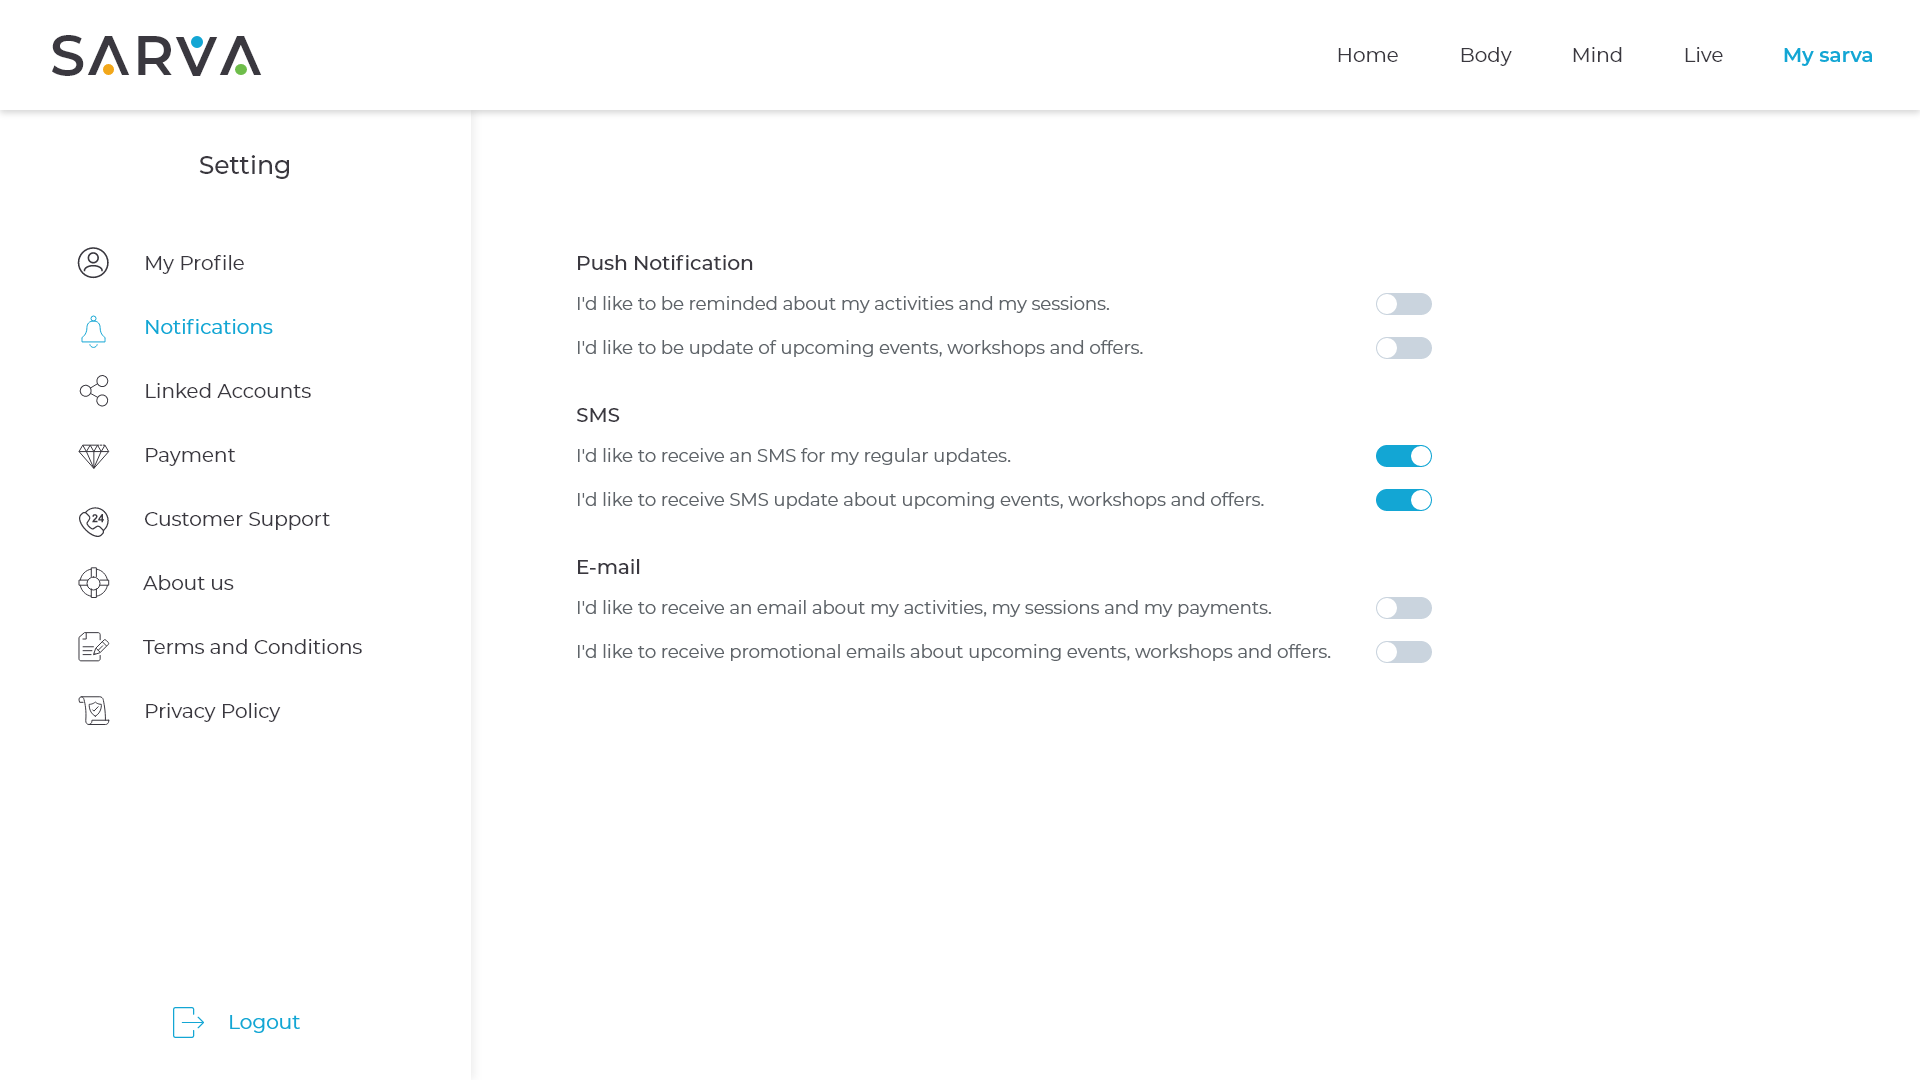 SARVA
Home Body Mind Live My sarva
Setting
My Profile
Notifications
Linked Accounts
Payment
24
Customer Support
About us
Terms and Conditions
Privacy Policy
Logout
Push Notification
I'd like to be reminded about my activities and my sessions.
I'd like to be update of upcoming events, workshops and offers.
SMS
I'd like to receive an SMS for my regular updates.
I'd like to receive SMS update about upcoming events, workshops and offers.
E-mail
I'd like to receive an email about my activities, my sessions and my payments.
I'd like to receive promotional emails about upcoming events, workshops and offers.